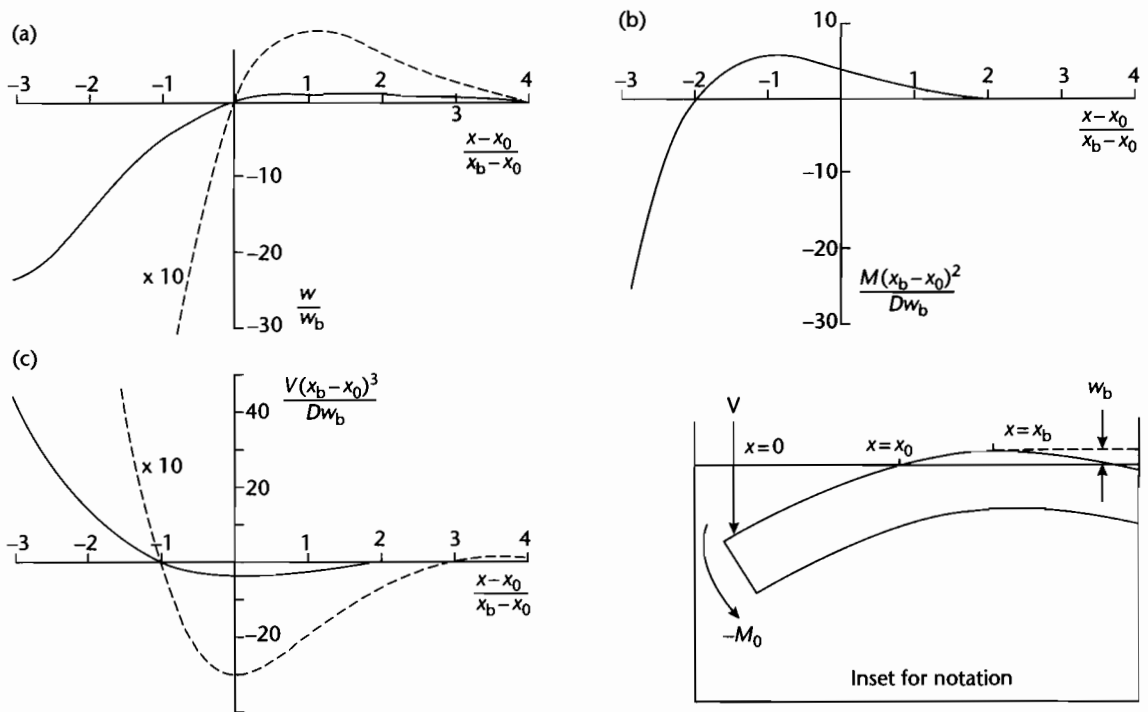 (a)
−3 −2 −1 1 2 3 4
x − x0
xb − x0
−10
−20
−30
x 10
w
wb
(b)
10
−3 −2 −1 1 2 3 4
x − x0
xb − x0
−10
−20
−30
M(xb − x0)2
Dwb
(c)
V(xb − x0)3
Dwb
40
20
x 10
−3 −2 −1 1 2 3 4
x − x0
xb − x0
−20
V
x = 0
x = x0
x = xb
wb
−M0
Inset for notation